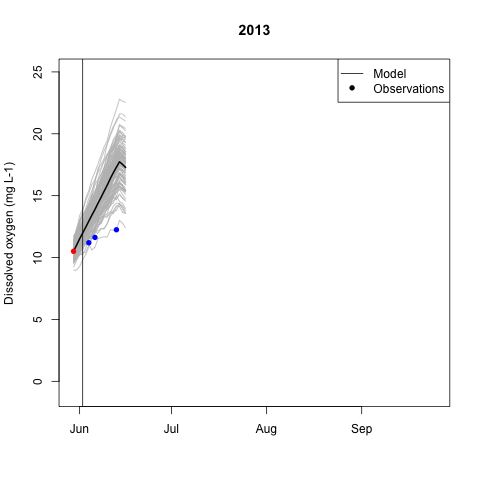 2013
Model
Observations
Dissolved oxygen (mg L-1)
25
20
15
10
5
0
Jun
Jul
Aug
Sep